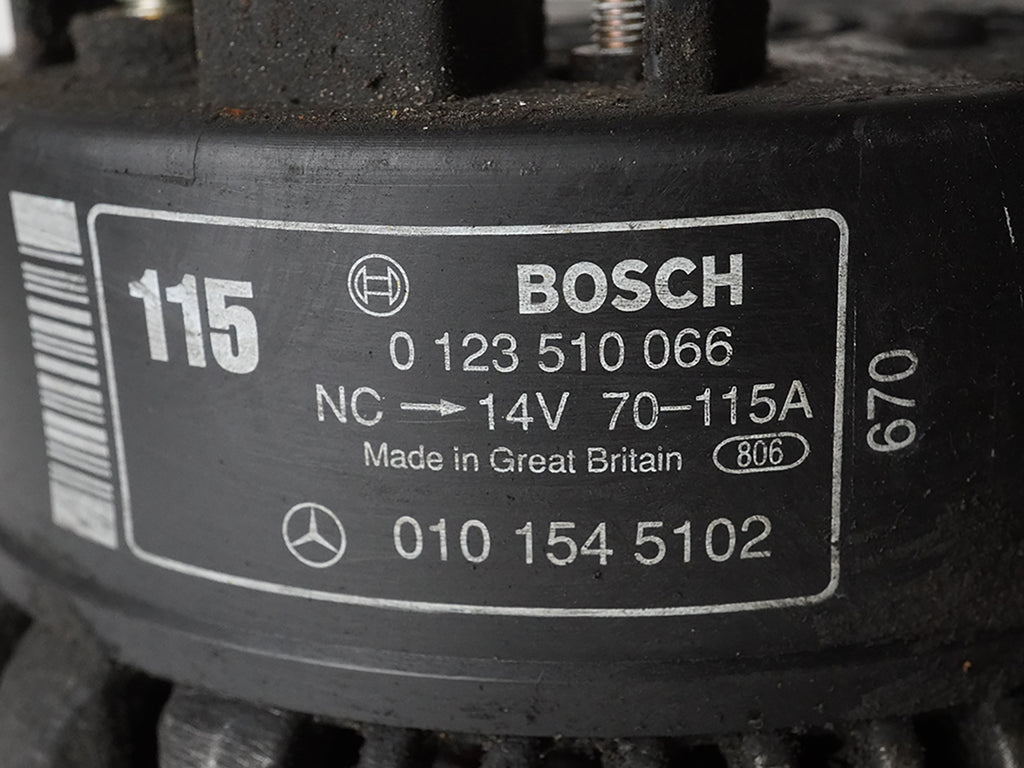 115
BOSCH
0 123 510 066
NC → 14V 70-115A
Made in Great Britain 806
010 154 5102
670